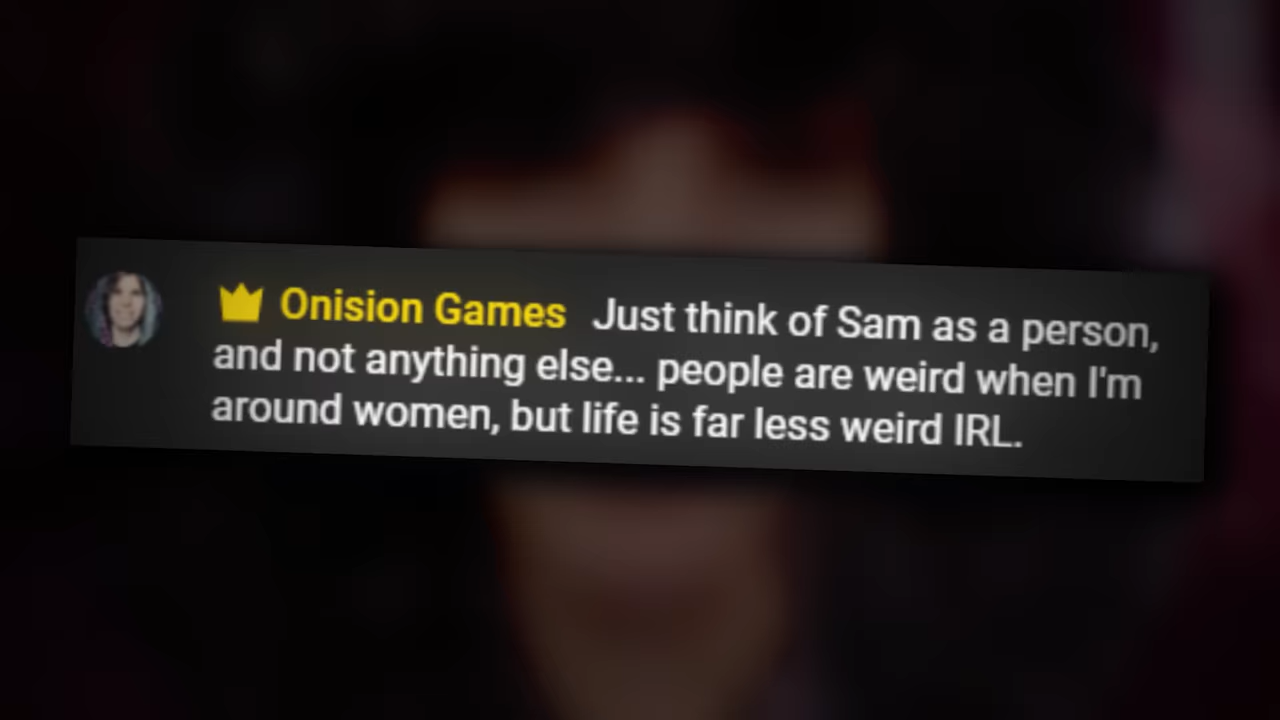 Onision Games Just think of Sam as a person,
and not anything else... people are weird when I'm
around women, but life is far less weird IRL.